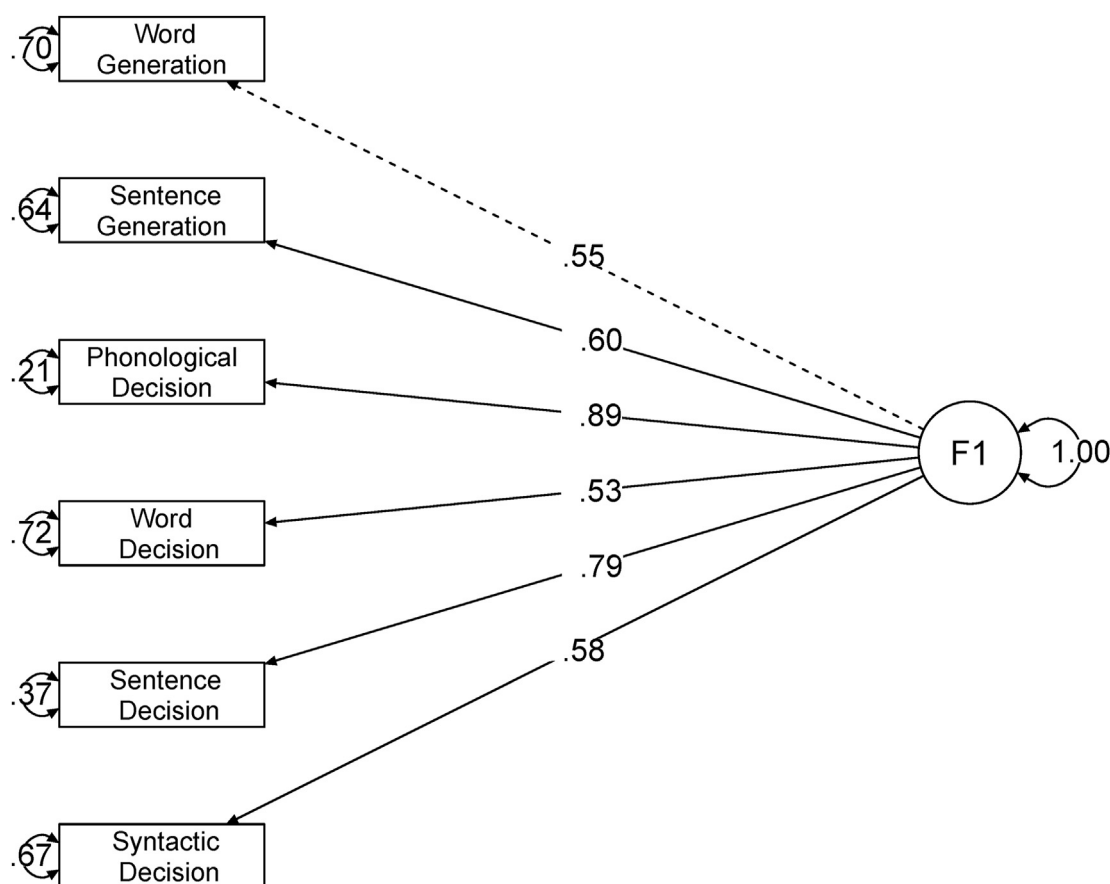 .70
Word
Generation
.64
Sentence
Generation
.55
.60
.21
Phonological
Decision
.89
F1
1.00
.53
.72
Word
Decision
.79
.58
.37
Sentence
Decision
.67
Syntactic
Decision